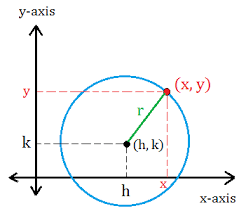 y-axis
(x, y)
y
r
k
(h, k)
h
x
x-axis